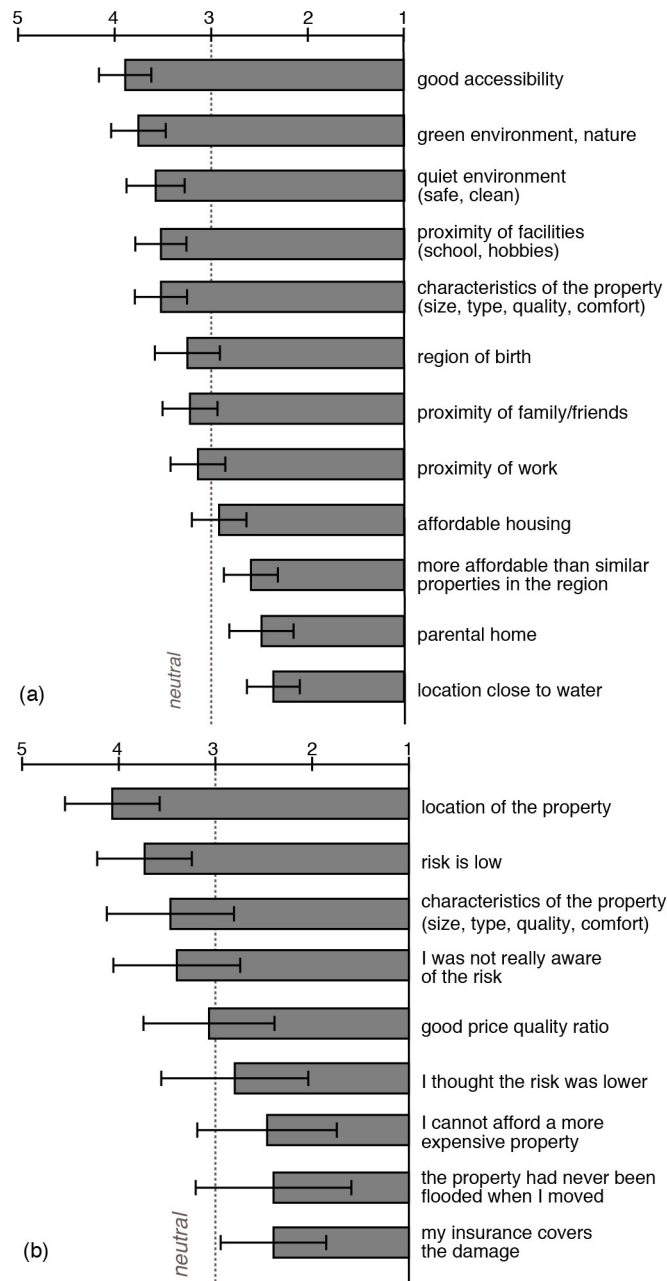 5 4 3 2 1
good accessibility
green environment, nature
quiet environment
(safe, clean)
proximity of facilities
(school, hobbies)
characteristics of the property
(size, type, quality, comfort)
region of birth
proximity of family/friends
proximity of work
affordable housing
more affordable than similar
properties in the region
parental home
location close to water
neutral
(a)
5 4 3 2 1
location of the property
risk is low
characteristics of the property
(size, type, quality, comfort)
I was not really aware
of the risk
good price quality ratio
I thought the risk was lower
I cannot afford a more
expensive property
the property had never been
flooded when I moved
my insurance covers
the damage
neutral
(b)